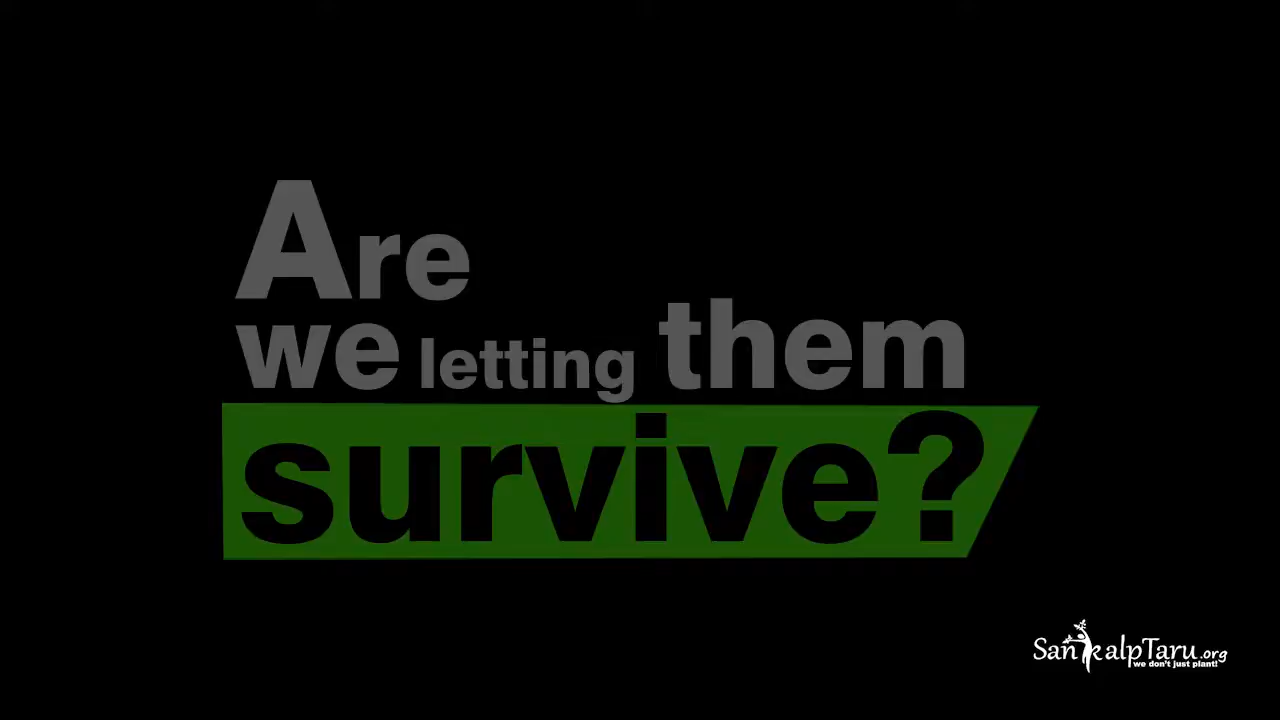 Are
we letting them
survive?
SankalpTaru.org
we don't just plant!